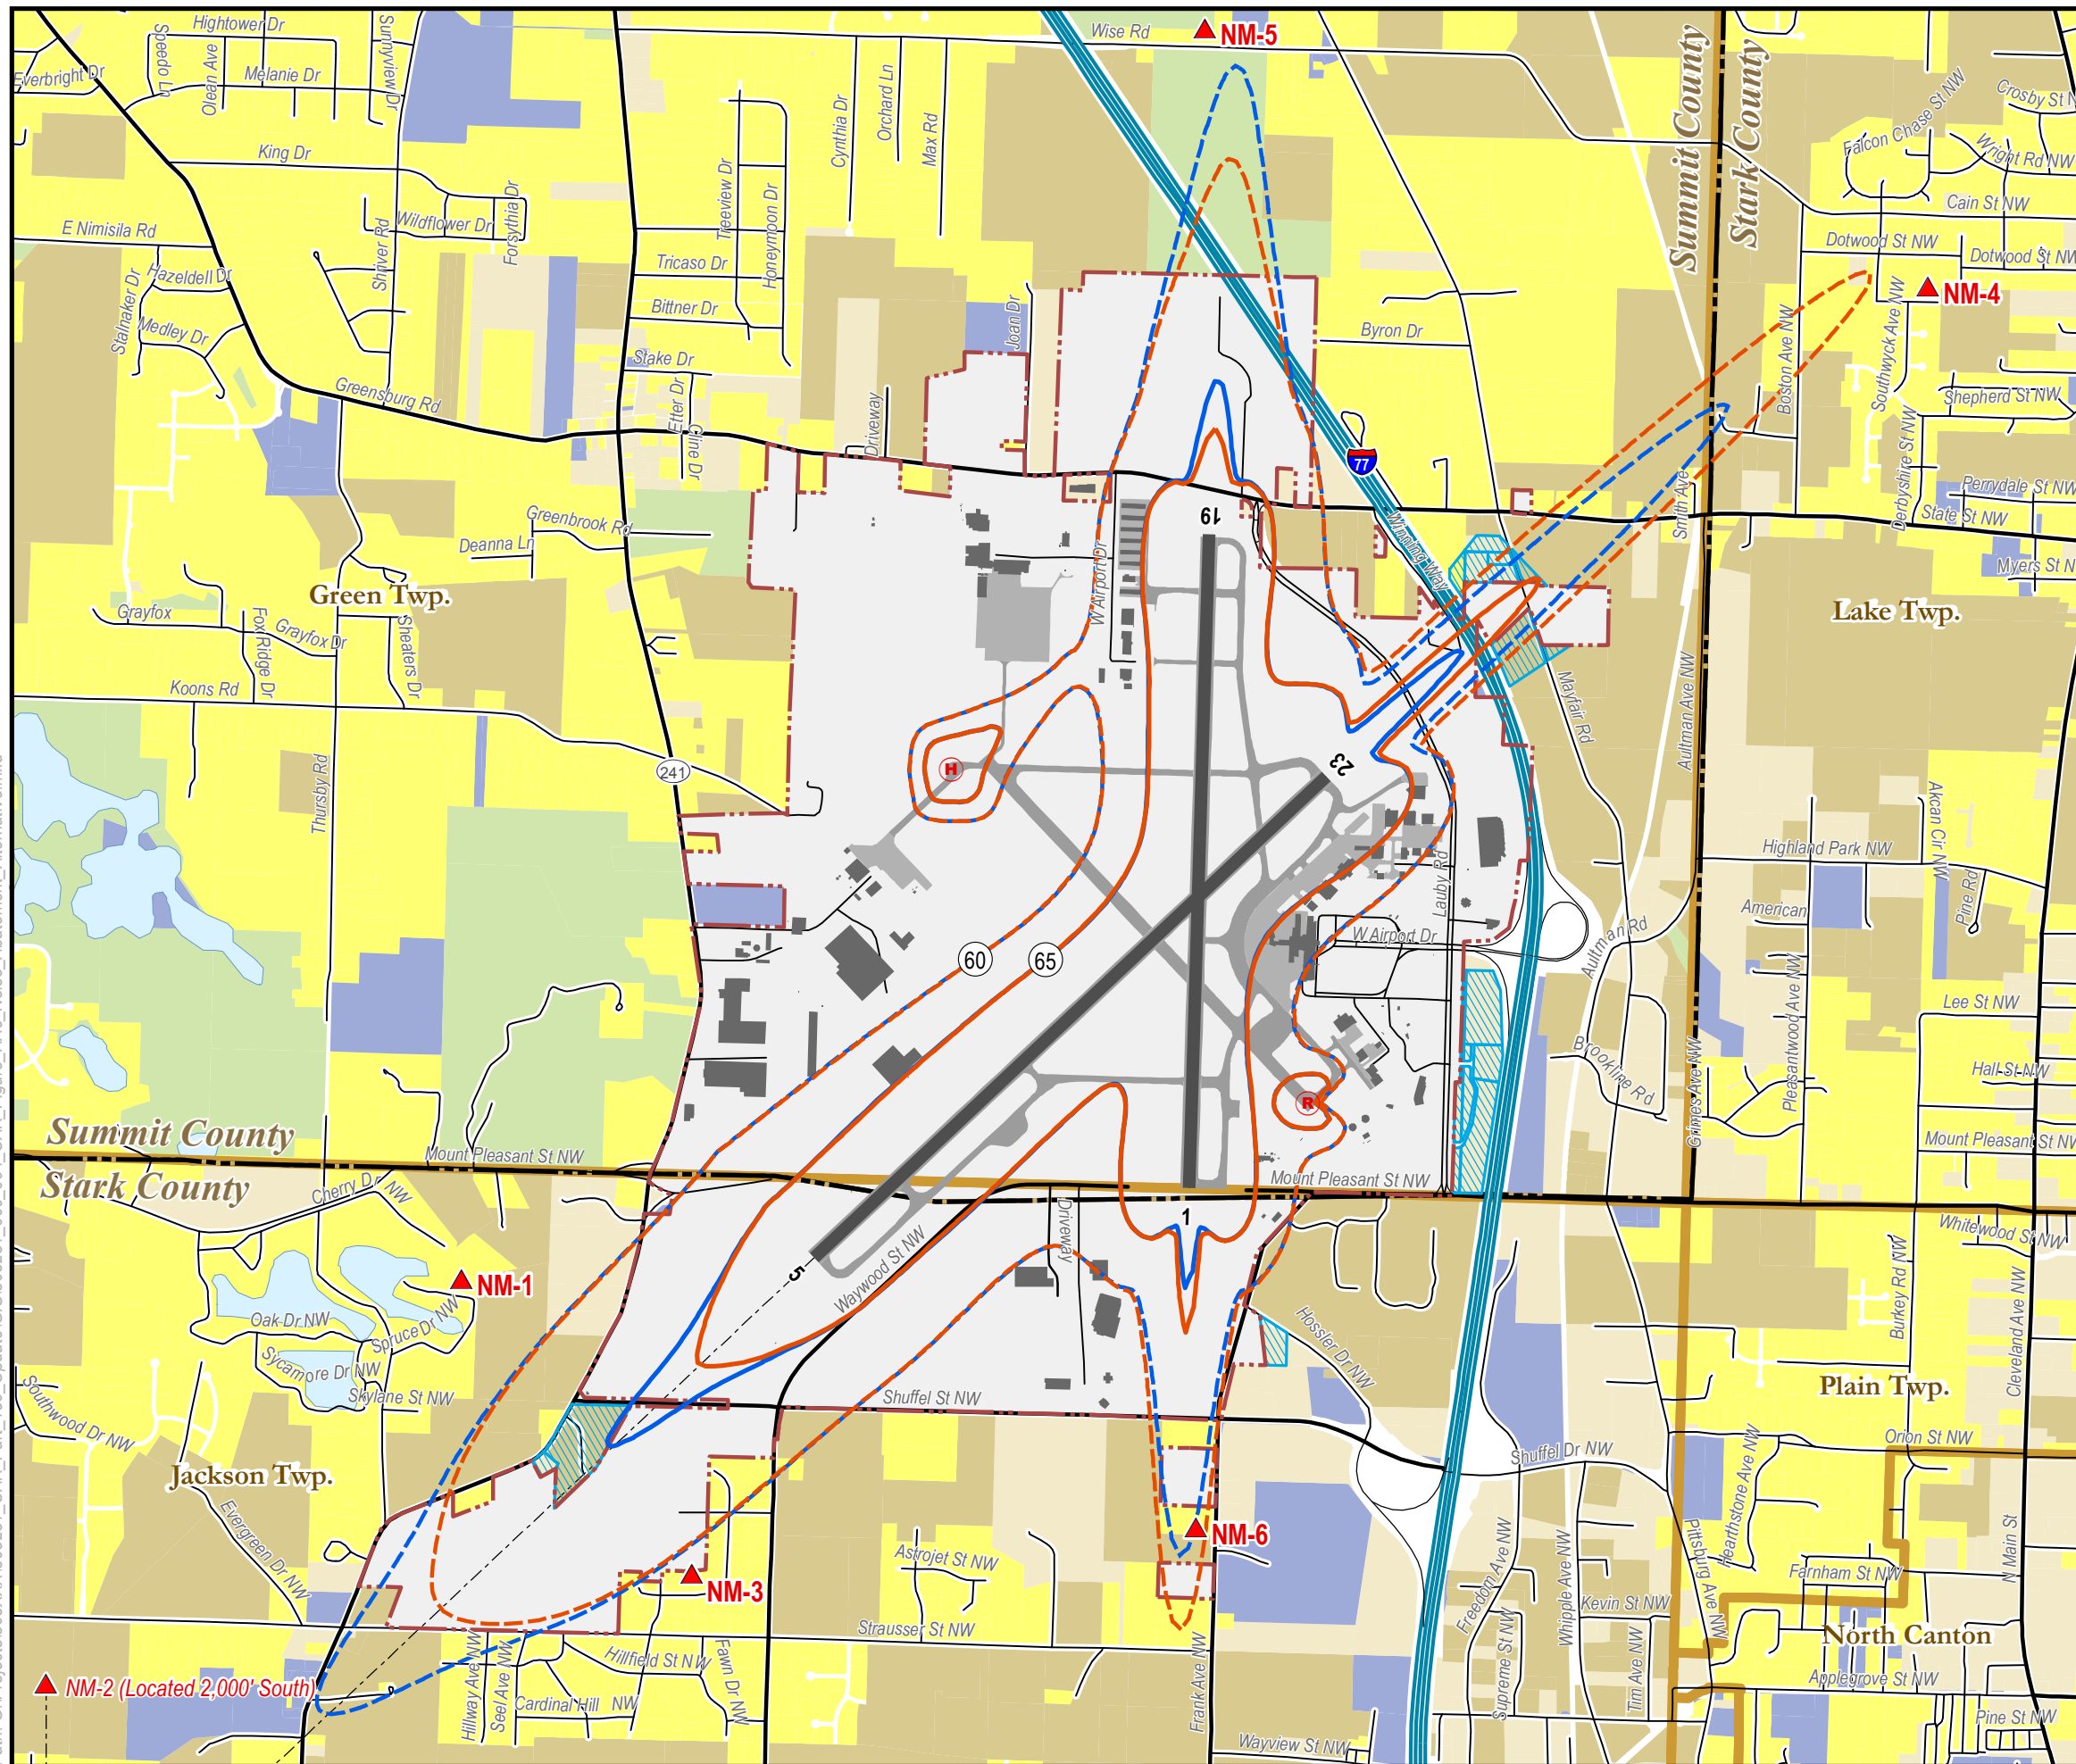 Hightower Dr
Speedo Ln
Olean Ave
Sunnyview Dr
Everbright Dr
Melanie Dr
King Dr
Wise Rd
NM-5
Cynthia Dr
Orchard Ln
Max Rd
Summit County
Stark County
Falcon Chase St NW
Crosby St N
Wright Rd NW
Cain St NW
Dotwood St NW
Dotwood St NW
E Nimisila Rd
Shriver Rd
Wildflower Dr
Forsythia Dr
Treeview Dr
Honeymoon Dr
Tricaso Dr
Bittner Dr
Hazeldell Dr
Stalnaker Dr
Medley Dr
Joan Dr
Byron Dr
NM-4
Boston Ave NW
Southwyck Ave NW
Shepherd St NW
Stake Dr
Etter Dr
Cline Dr
Driveway
Greensburg Rd
77
Winning Way
Smith Ave
Derbyshire St NW
Perrydale St NW
State St NW
Myers St N
Greenbrook Rd
Deanna Ln
19
W Airport Dr
Green Twp.
Lake Twp.
Grayfox
Grayfox Dr
Fox Ridge Dr
Sheaters Dr
Koons Rd
Mayfair Rd
Aultman Ave NW
241
Thursby Rd
H
23
Lauby Rd
Highland Park NW
Akcan Cir NW
American
Pine Rd
60
65
W Airport Dr
Aultman Rd
Pleasantwood Ave NW
Lee St NW
Brookline Rd
Grimes Ave NW
Hall St NW
R
Summit County
Stark County
Mount Pleasant St NW
Mount Pleasant St NW
Mount Pleasant St NW
Cherry Dr NW
Driveway
1
Whitewood St NW
Waywood St NW
5
NM-1
Oak Dr NW
Spruce Dr NW
Sycamore Dr NW
Skylane St NW
Southwood Dr NW
Hossler Dr NW
Burkey Rd NW
Cleveland Ave NW
Shuffel St NW
Plain Twp.
Shuffel Dr NW
Orion St NW
Jackson Twp.
Evergreen Dr NW
Hearthstone Ave NW
NM-6
NM-3
Astrojet St NW
Strausser St NW
Freedom Ave NW
Whipple Ave NW
Pittsburg Ave NW
Farnham St NW
N Main St
Kevin St NW
North Canton
NM-2 (Located 2,000' South)
Hillway Ave NW
Seel Ave NW
Hillfield St NW
Fawn Dr NW
Cardinal Hill NW
Frank Ave NW
Supreme St NW
Tim Ave NW
Applegrove St NW
Wayview St NW
Pine St NW